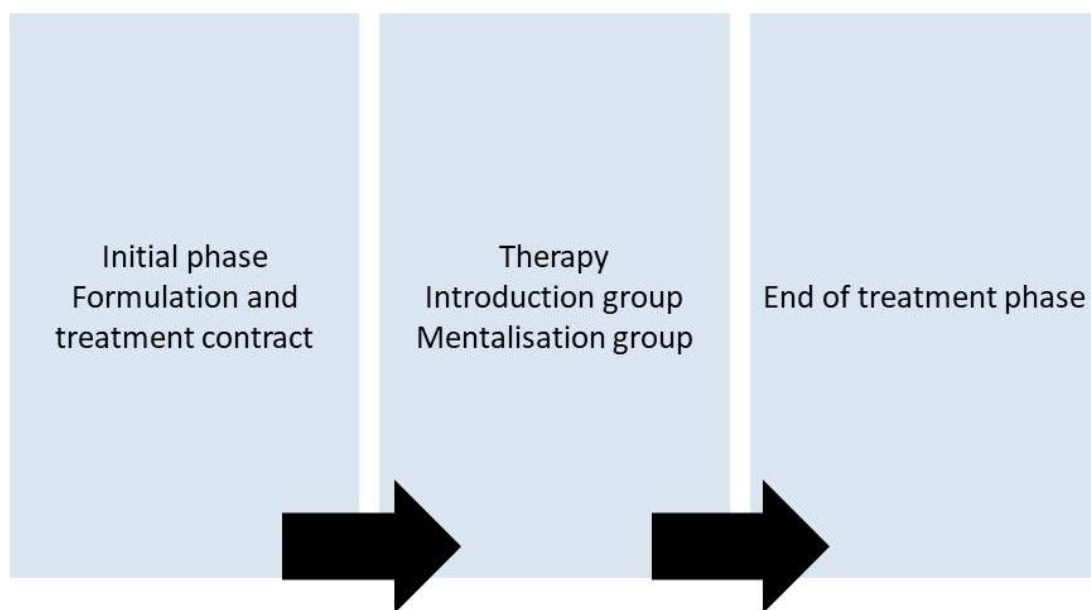 Initial phase
Formulation and
treatment contract
Therapy
Introduction group
Mentalisation group
End of treatment phase